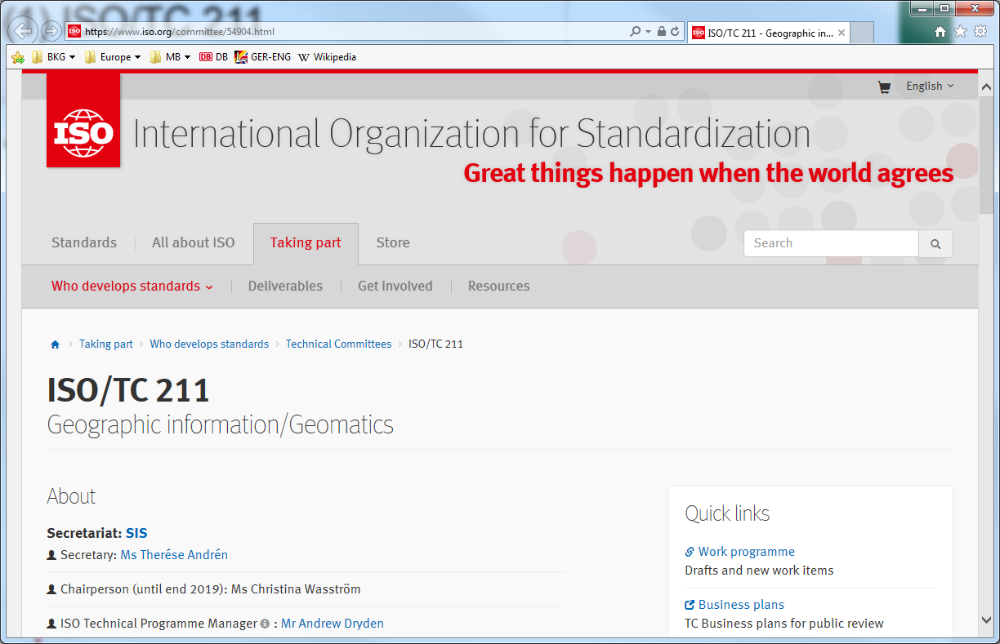 (1) ISO/TC 211
https://www.iso.org/committee/54904.html
ISO/TC 211 - Geographic in...
BKG Europe MB DB DB GER-ENG W Wikipedia
English
ISO
International Organization for Standardization
Great things happen when the world agrees
Standards All about ISO Taking part Store
Search
Who develops standards Deliverables Get involved Resources
Taking part › Who develops standards › Technical Committees › ISO/TC 211
ISO/TC 211
Geographic information/Geomatics
About
Secretariat: SIS
Secretary: Ms Therése Andrén
Chairperson (until end 2019): Ms Christina Wasström
ISO Technical Programme Manager : Mr Andrew Dryden
Quick links
Work programme
Drafts and new work items
Business plans
TC Business plans for public review